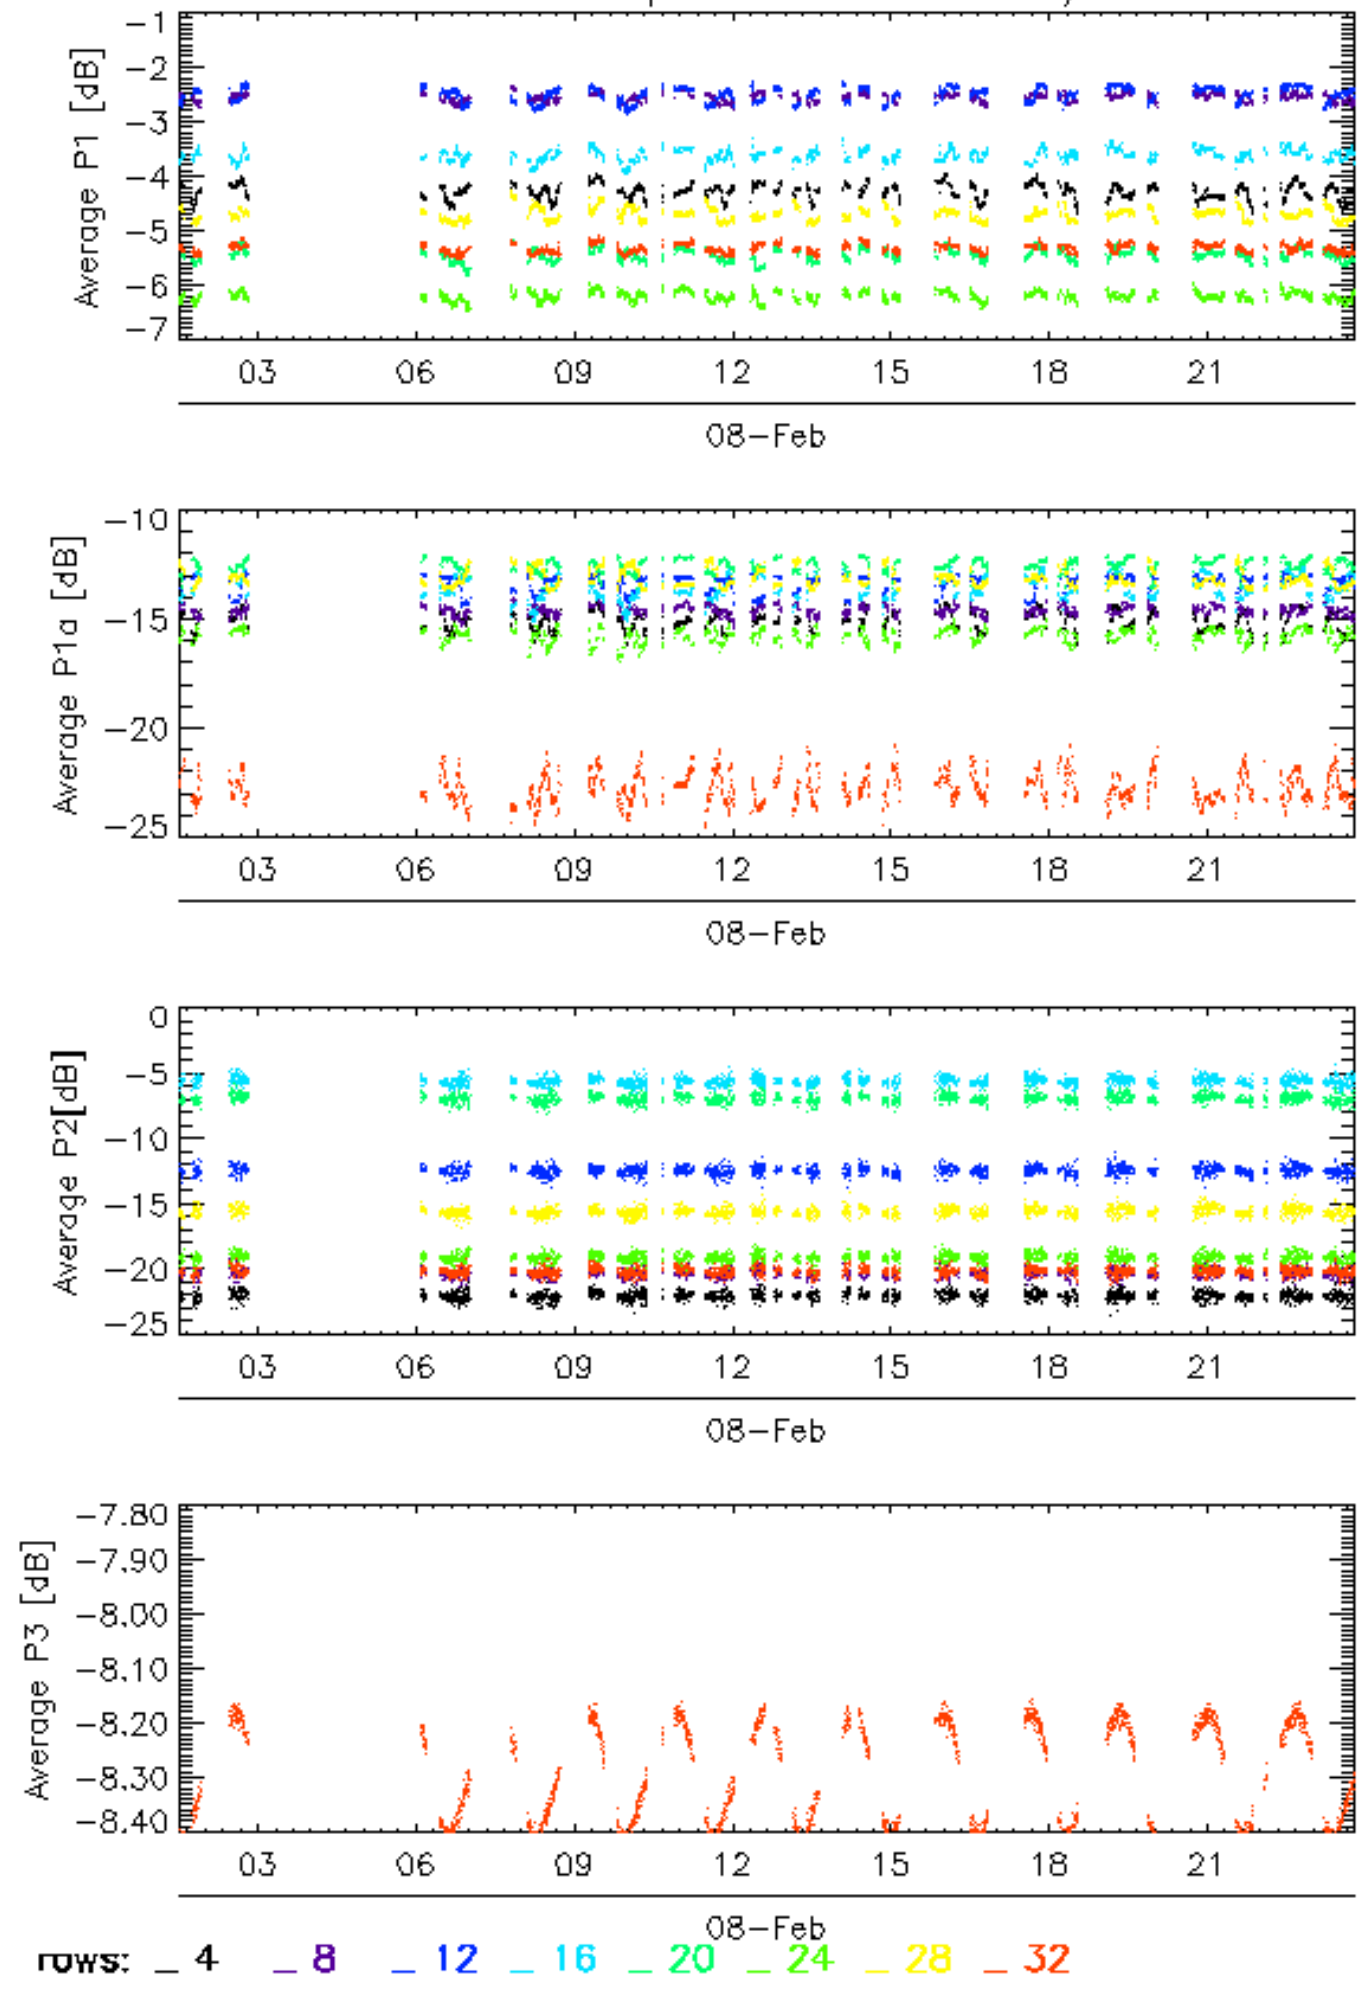 Average P1 [dB]
-1
-2
-3
-4
-5
-6
-7
03 06 09 12 15 18 21
08-Feb
Average P1a [dB]
-10
-15
-20
-25
03 06 09 12 15 18 21
08-Feb
Average P2[dB]
0
-5
-10
-15
-20
-25
03 06 09 12 15 18 21
08-Feb
Average P3 [dB]
-7.80
-7.90
-8.00
-8.10
-8.20
-8.30
-8.40
03 06 09 12 15 18 21
08-Feb
rows: _ 4 _ 8 _ 12 _ 16 _ 20 _ 24 _ 28 _ 32